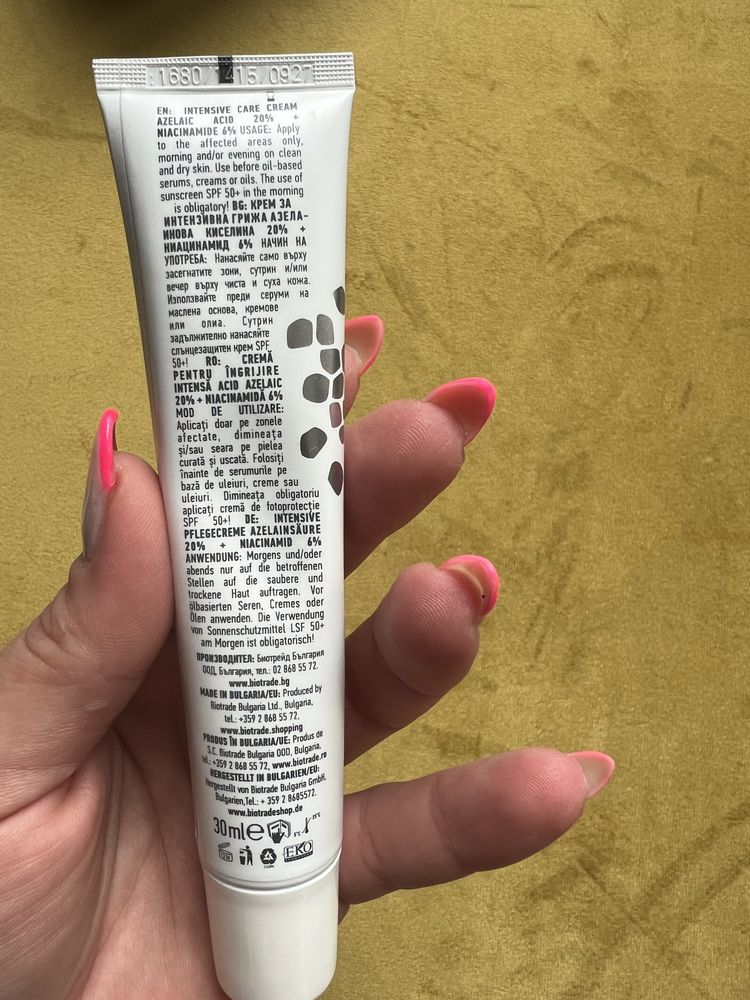 1680/1415/0927
EN: INTENSIVE CARE CREAM
AZELAIC ACID 20% +
NIACINAMIDE 6% USAGE: Apply
to the affected areas only,
morning and/or evening on clean
and dry skin. Use before oil-based
serums, creams or oils. The use of
sunscreen SPF 50+ in the morning
is obligatory! BG: КРЕМ ЗА
ИНТЕНЗИВНА ГРИЖА АЗЕЛА-
ИНОВА КИСЕЛИНА 20% +
НИАЦИНАМИД 6% НАЧИН НА
УПОТРЕБА: Нанасяйте само върху
засегнатите зони, сутрин и/или
вечер върху чиста и суха кожа.
Използвайте преди серуми на
маслена основа, кремове
или олиа. Сутрин
задължително нанасяйте
слънцезащитен крем SPF
50+! RO: CREMĂ
PENTRU ÎNGRIJIRE
INTENSĂ ACID AZELAIC
20% + NIACINAMIDĂ 6%
MOD DE UTILIZARE:
Aplicați doar pe zonele
afectate, dimineața
și/sau seara pe pielea
curată și uscată. Folosiți
înainte de serumurile pe
bază de uleiuri, creme sau
uleiuri. Dimineața obligatoriu
aplicați cremă de fotoprotecție
SPF 50+! DE: INTENSIVE
PFLEGECREME AZELAINSÄURE
20% + NIACINAMID 6%
ANWENDUNG: Morgens und/oder
abends nur auf die betroffenen
Stellen auf die saubere und
trockene Haut auftragen. Vor
ölbasierten Seren, Cremes oder
Ölen anwenden. Die Verwendung
von Sonnenschutzmittel LSF 50+
am Morgen ist obligatorisch!
ПРОИЗВОДИТЕЛ: Биотрейд България
ООД, България, тел.: 02 868 55 72.
www.biotrade.bg
MADE IN BULGARIA/EU: Produced by
Biotrade Bulgaria Ltd., Bulgaria,
tel.: +359 2 868 55 72.
www.biotrade.shopping
PRODUS ÎN BULGARIA/UE: Produs de
S.C. Biotrade Bulgaria OOD, Bulgaria,
tel.: +359 2 868 55 72, www.biotrade.ro
HERGESTELLT IN BULGARIEN/EU:
Hergestellt von Biotrade Bulgaria GmbH,
Bulgarien,Tel.: + 359 2 8685572.
www.biotradeshop.de
30ml e 5°C 25°C
EKO